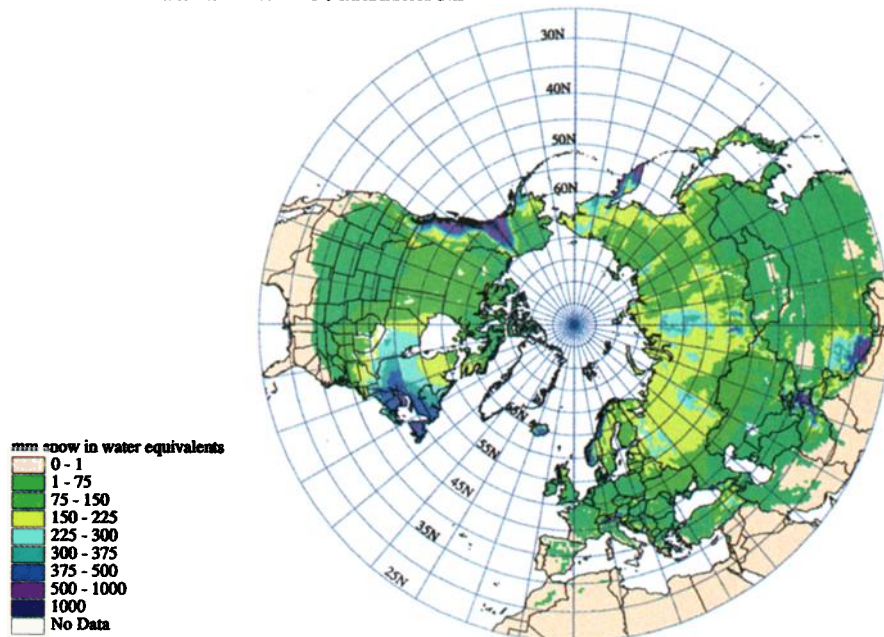 30N
40N
50N
60N
65N
55N
45N
35N
25N
mm snow in water equivalents
0 - 1
1 - 75
75 - 150
150 - 225
225 - 300
300 - 375
375 - 500
500 - 1000
1000
No Data